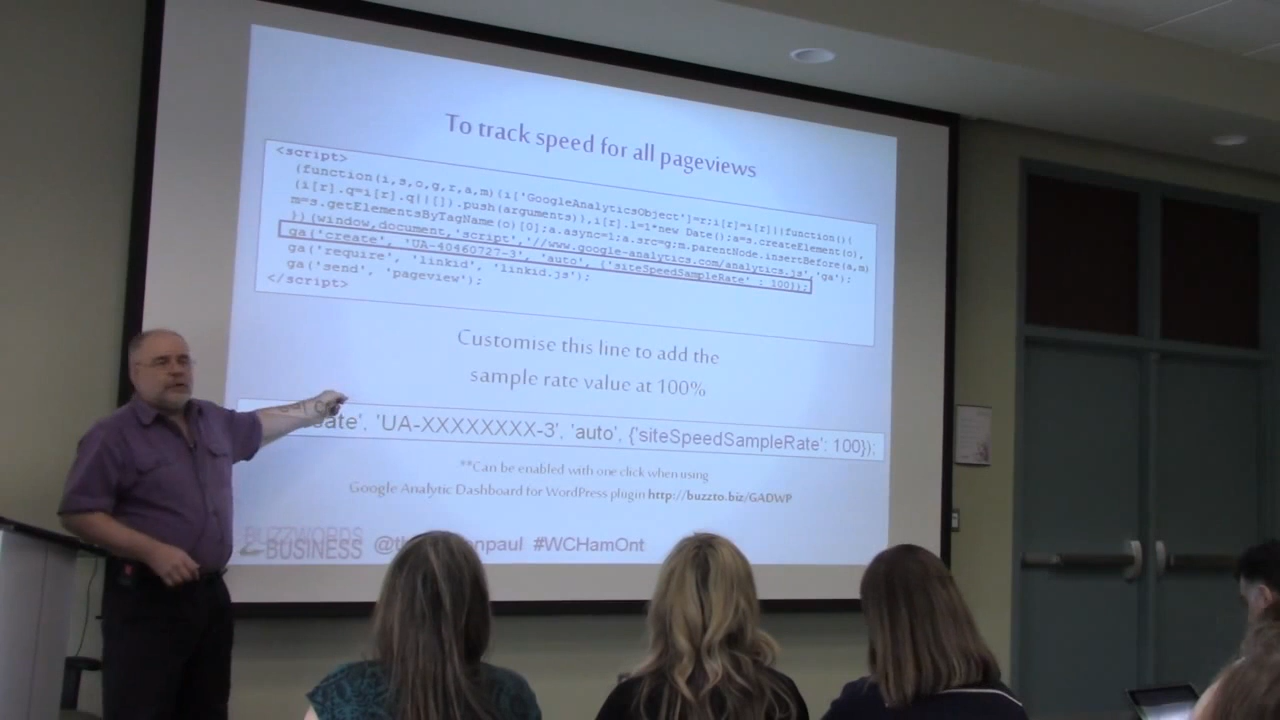 To track speed for all pageviews
<script>
(function(i,s,o,g,r,a,m){i['GoogleAnalyticsObject']=r;i[r]=i[r]||function(){
(i[r].q=i[r].q||[]).push(arguments)},i[r].l=1*new Date();a=s.createElement(o),
m=s.getElementsByTagName(o)[0];a.async=1;a.src=g;m.parentNode.insertBefore(a,m)
})(window,document,'script','//www.google-analytics.com/analytics.js','ga');
ga('create', 'UA-40460727-3', 'auto', {'siteSpeedSampleRate' : 100});
ga('require', 'linkid', 'linkid.js');
ga('send', 'pageview');
</script>
Customise this line to add the
sample rate value at 100%
'UA-XXXXXXXX-3', 'auto', {'siteSpeedSampleRate': 100});
**Can be enabled with one click when using
Google Analytic Dashboard for WordPress plugin http://buzzto.biz/GADWP
BUZZWORDS
BUSINESS #WCHamOnt